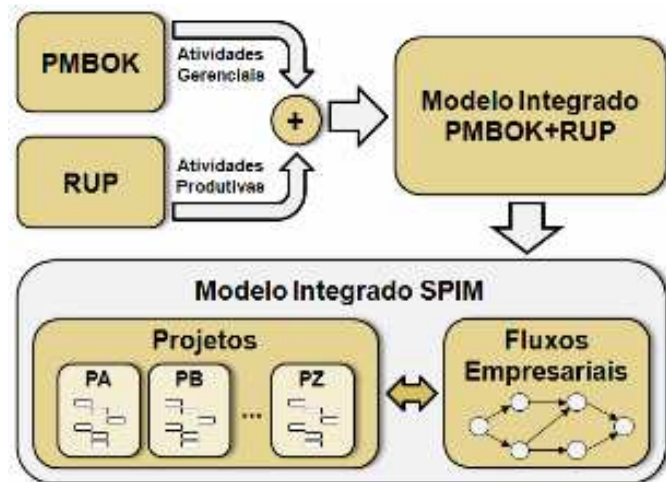 PMBOK
Atividades
Gerenciais
+
RUP
Atividades
Produtivas
Modelo Integrado
PMBOK+RUP
Modelo Integrado SPIM
Projetos
PA
PB
...
PZ
Fluxos
Empresariais